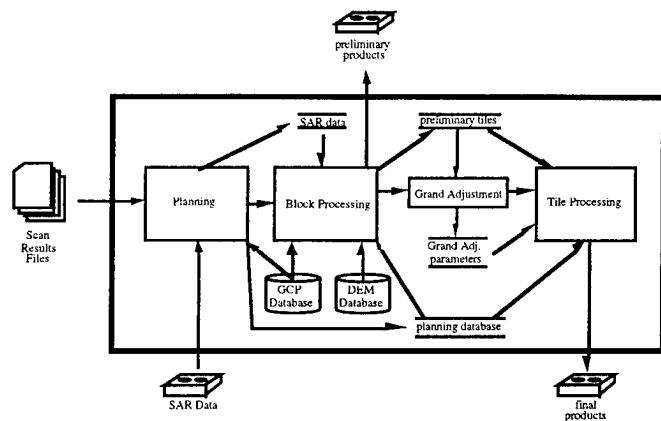 preliminary
products
SAR data
preliminary tiles
Planning
Block Processing
Grand Adjustment
Tile Processing
Scan
Results
Files
Grand Adj.
parameters
GCP
Database
DEM
Database
planning database
SAR Data
final
products